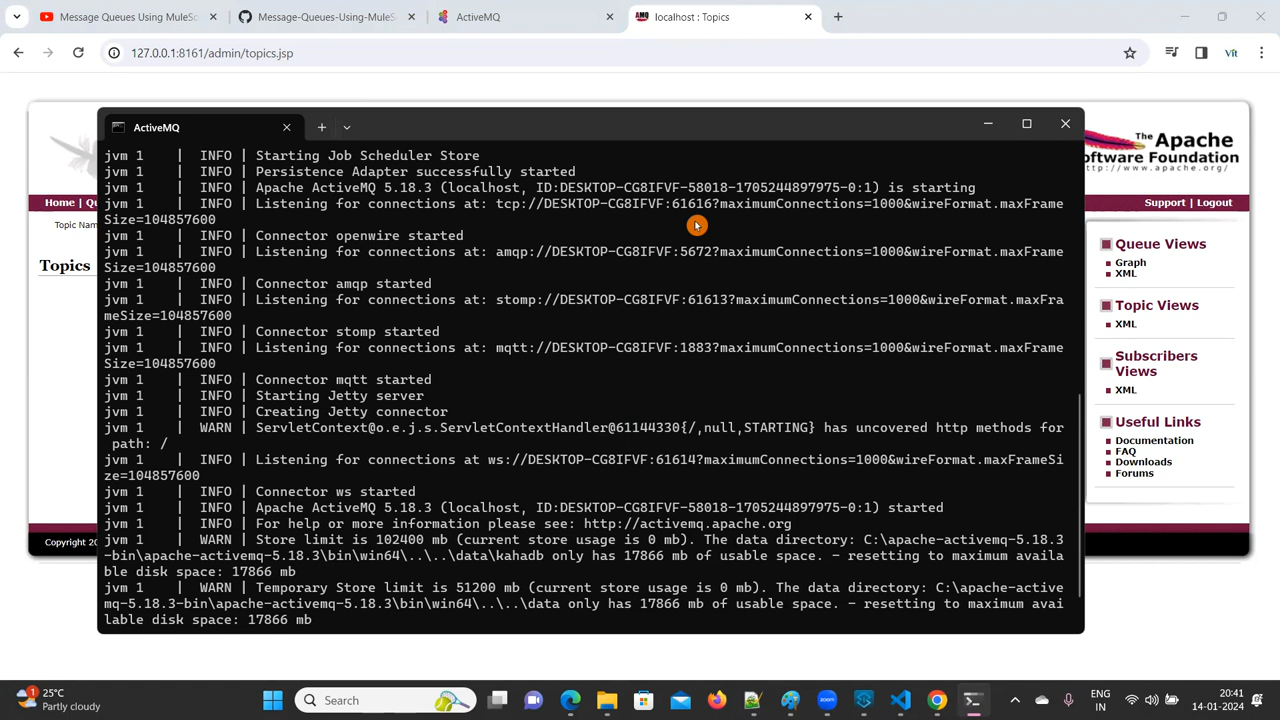 Message Queues Using MuleSo
Message-Queues-Using-muleSof
ActiveMQ
localhost : Topics
127.0.0.1:8161/admin/topics.jsp
Vit
The Apache
Software Foundation
http://www.apache.org/
Home | Qu
Support | Logout
Topic Nam
Topics
Queue Views
Graph
XML
Topic Views
XML
Subscribers
Views
XML
Useful Links
Documentation
FAQ
Downloads
Forums
Copyright 20
ActiveMQ
jvm 1 | INFO | Starting Job Scheduler Store
jvm 1 | INFO | Persistence Adapter successfully started
jvm 1 | INFO | Apache ActiveMQ 5.18.3 (localhost, ID:DESKTOP-CG8IFVF-58018-1705244897975-0:1) is starting
jvm 1 | INFO | Listening for connections at: tcp://DESKTOP-CG8IFVF:61616?maximumConnections=1000&wireFormat.maxFrame
Size=104857600
jvm 1 | INFO | Connector openwire started
jvm 1 | INFO | Listening for connections at: amqp://DESKTOP-CG8IFVF:5672?maximumConnections=1000&wireFormat.maxFrame
Size=104857600
jvm 1 | INFO | Connector amqp started
jvm 1 | INFO | Listening for connections at: stomp://DESKTOP-CG8IFVF:61613?maximumConnections=1000&wireFormat.maxFra
meSize=104857600
jvm 1 | INFO | Connector stomp started
jvm 1 | INFO | Listening for connections at: mqtt://DESKTOP-CG8IFVF:1883?maximumConnections=1000&wireFormat.maxFrame
Size=104857600
jvm 1 | INFO | Connector mqtt started
jvm 1 | INFO | Starting Jetty server
jvm 1 | INFO | Creating Jetty connector
jvm 1 | WARN | ServletContext@o.e.j.s.ServletContextHandler@61144330{/,null,STARTING} has uncovered http methods for
path: /
jvm 1 | INFO | Listening for connections at ws://DESKTOP-CG8IFVF:61614?maximumConnections=1000&wireFormat.maxFrameSi
ze=104857600
jvm 1 | INFO | Connector ws started
jvm 1 | INFO | Apache ActiveMQ 5.18.3 (localhost, ID:DESKTOP-CG8IFVF-58018-1705244897975-0:1) started
jvm 1 | INFO | For help or more information please see: http://activemq.apache.org
jvm 1 | WARN | Store limit is 102400 mb (current store usage is 0 mb). The data directory: C:\apache-activemq-5.18.3
-bin\apache-activemq-5.18.3\bin\win64\..\..\data\kahadb only has 17866 mb of usable space. - resetting to maximum availa
ble disk space: 17866 mb
jvm 1 | WARN | Temporary Store limit is 51200 mb (current store usage is 0 mb). The data directory: C:\apache-active
mq-5.18.3-bin\apache-activemq-5.18.3\bin\win64\..\..\data only has 17866 mb of usable space. - resetting to maximum avai
lable disk space: 17866 mb
1
25°C
Partly cloudy
Search
zoom
ENG
IN
20:41
14-01-2024